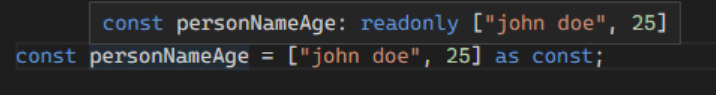 const personNameAge: readonly ["john doe", 25]
const personNameAge = ["john doe", 25] as const;